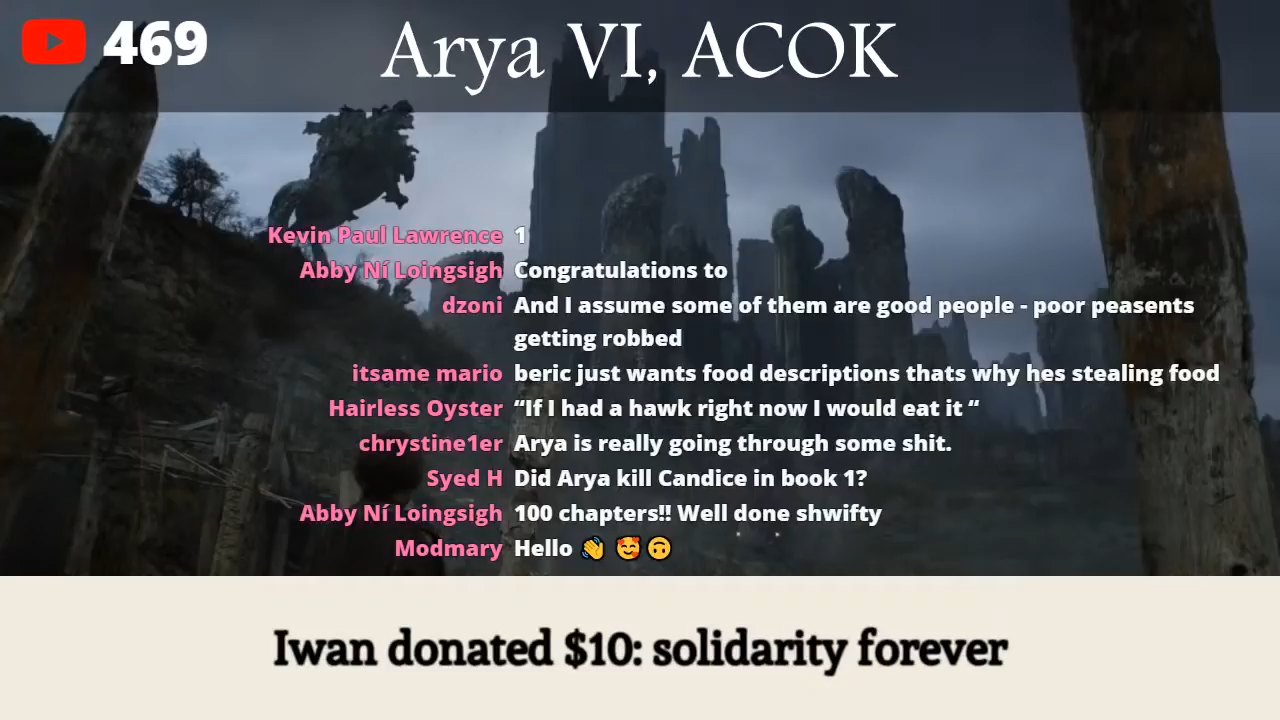 469
Arya VI, ACOK
Kevin Paul Lawrence 1
Abby Ní Loingsigh Congratulations to
dzoni And I assume some of them are good people - poor peasents
getting robbed
itsame mario beric just wants food descriptions thats why hes stealing food
Hairless Oyster “If I had a hawk right now I would eat it “
chrystine1er Arya is really going through some shit.
Syed H Did Arya kill Candice in book 1?
Abby Ní Loingsigh 100 chapters!! Well done shwifty
Modmary Hello 👋 🥰 🙃
Iwan donated $10: solidarity forever